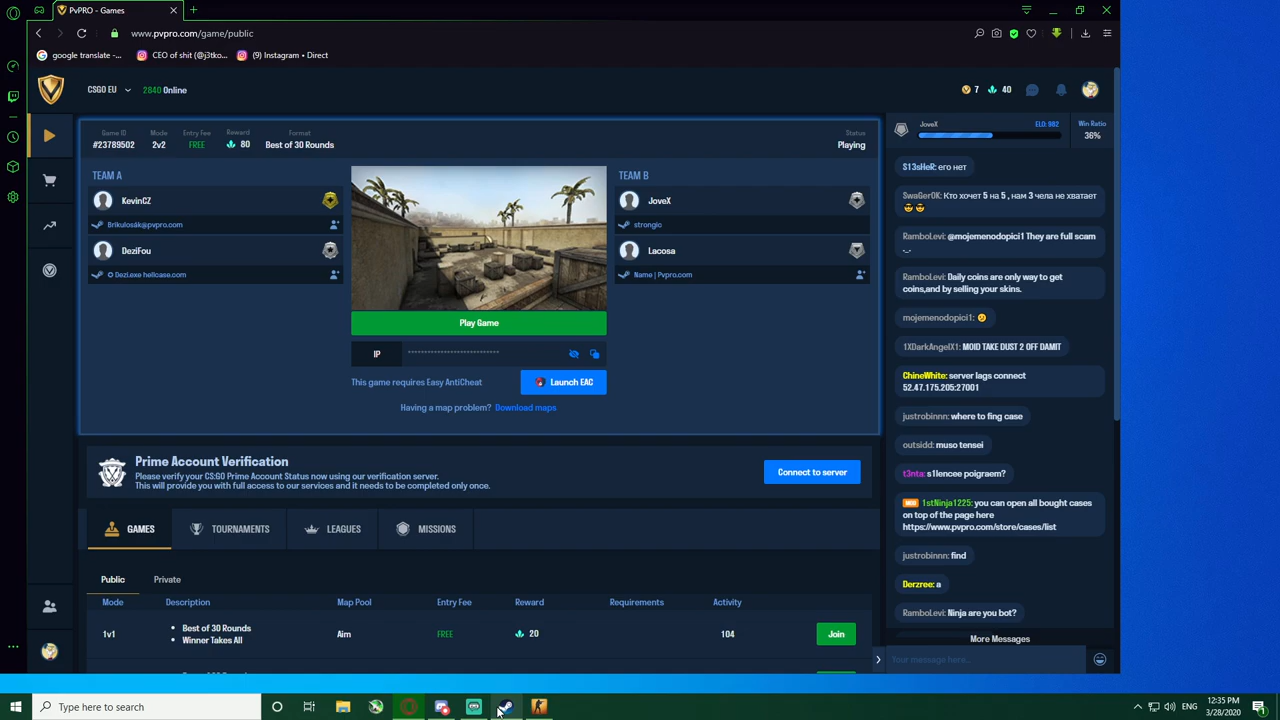 PvPRO - Games
www.pvpro.com/game/public
google translate -...
CEO of shit (@j3tko...
(9) Instagram • Direct
CSGO EU
2840 Online
7
40
Game ID
#23789502
Mode
2v2
Entry Fee
FREE
Reward
80
Format
Best of 30 Rounds
Status
Playing
TEAM A
KevinCZ
Brikulosák@pvpro.com
DeziFou
© Dezi.exe hellcase.com
Play Game
IP
****************************
This game requires Easy AntiCheat
Launch EAC
Having a map problem? Download maps
TEAM B
JoveX
strongic
Lacosa
Name | Pvpro.com
Prime Account Verification
Please verify your CS:GO Prime Account Status now using our verification server.
This will provide you with full access to our services and it needs to be completed only once.
Connect to server
GAMES
TOURNAMENTS
LEAGUES
MISSIONS
Public
Private
Mode
Description
Map Pool
Entry Fee
Reward
Requirements
Activity
1v1
• Best of 30 Rounds
• Winner Takes All
Aim
FREE
20
104
Join
JoveX
ELO: 982
Win Ratio
36%
S13sHeR: его нет
SwaGerOK: Кто хочет 5 на 5 , нам 3 чела не хватает
RamboLevi: @mojemenodopici1 They are full scam
-.-
RamboLevi: Daily coins are only way to get
coins,and by selling your skins.
mojemenodopici1:
1XDarkAngelX1: MOID TAKE DUST 2 OFF DAMIT
ChineWhite: server lags connect
52.47.175.205:27001
justrobinnn: where to fing case
outsidd: muso tensei
t3nta: s1lencee poigraem?
1stNinja1225: you can open all bought cases
on top of the page here
https://www.pvpro.com/store/cases/list
justrobinnn: find
Derzree: a
RamboLevi: Ninja are you bot?
More Messages
Your message here...
Type here to search
ENG
12:35 PM
3/28/2020
1